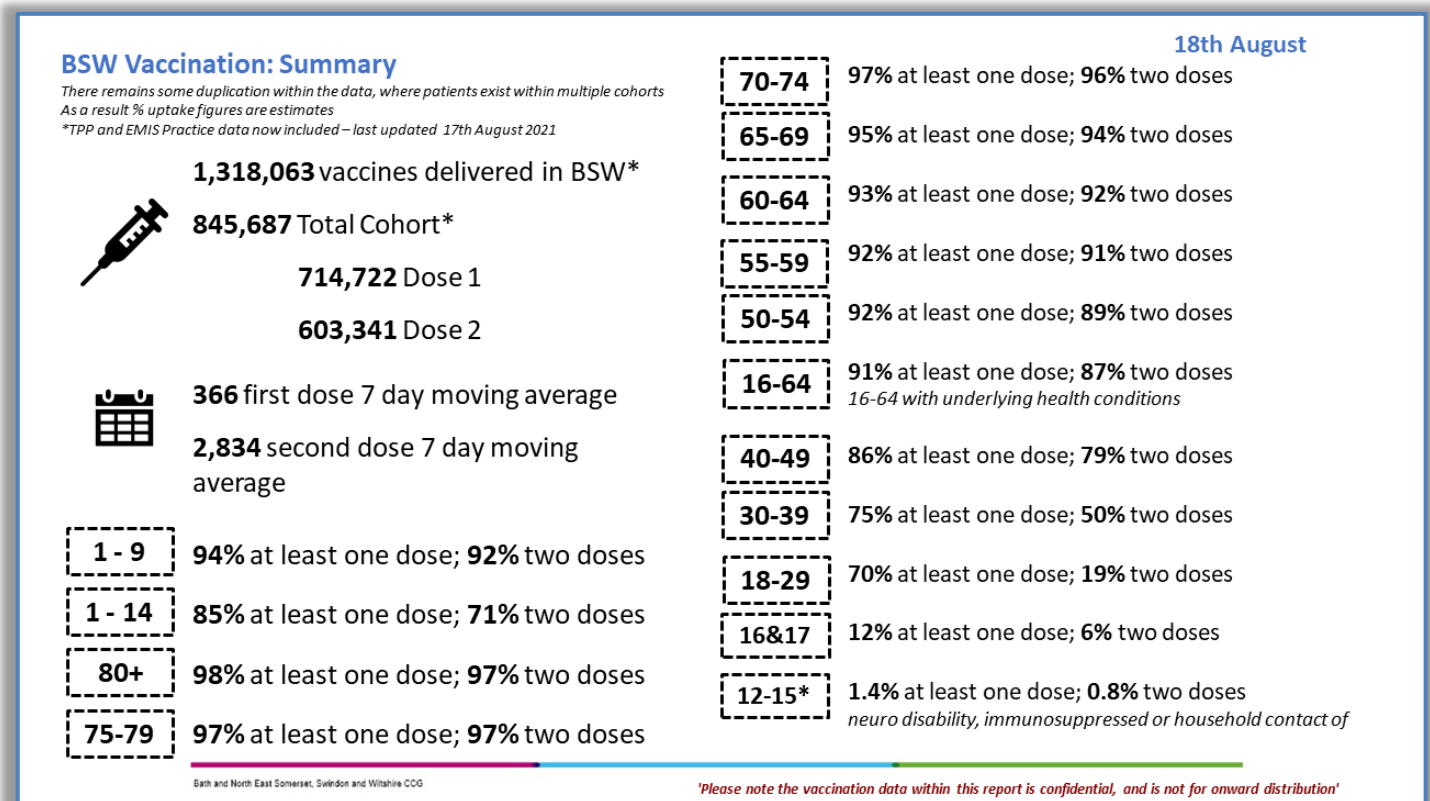 18th August
BSW Vaccination: Summary
There remains some duplication within the data, where patients exist within multiple cohorts
As a result % uptake figures are estimates
*TPP and EMIS Practice data now included – last updated 17th August 2021
1,318,063 vaccines delivered in BSW*
845,687 Total Cohort*
714,722 Dose 1
603,341 Dose 2
366 first dose 7 day moving average
2,834 second dose 7 day moving
average
1 - 9 94% at least one dose; 92% two doses
1 - 14 85% at least one dose; 71% two doses
80+ 98% at least one dose; 97% two doses
75-79 97% at least one dose; 97% two doses
70-74 97% at least one dose; 96% two doses
65-69 95% at least one dose; 94% two doses
60-64 93% at least one dose; 92% two doses
55-59 92% at least one dose; 91% two doses
50-54 92% at least one dose; 89% two doses
16-64 91% at least one dose; 87% two doses
16-64 with underlying health conditions
40-49 86% at least one dose; 79% two doses
30-39 75% at least one dose; 50% two doses
18-29 70% at least one dose; 19% two doses
16&17 12% at least one dose; 6% two doses
12-15* 1.4% at least one dose; 0.8% two doses
neuro disability, immunosuppressed or household contact of
Bath and North East Somerset, Swindon and Wiltshire CCG
'Please note the vaccination data within this report is confidential, and is not for onward distribution'